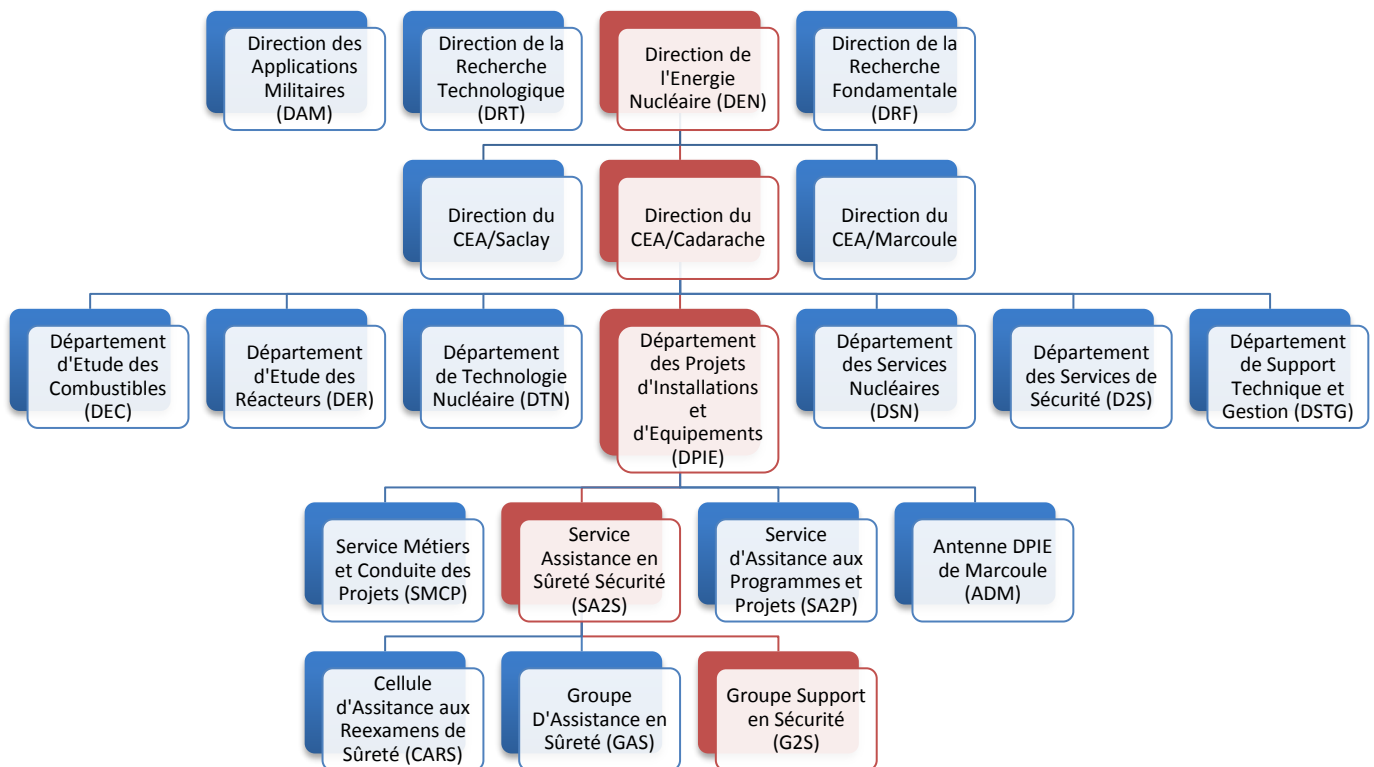 Direction des
Applications
Militaires
(DAM)
Direction de la
Recherche
Technologique
(DRT)
Direction de
l'Energie
Nucléaire (DEN)
Direction de la
Recherche
Fondamentale
(DRF)
Direction du
CEA/Saclay
Direction du
CEA/Cadarache
Direction du
CEA/Marcoule
Département
d'Etude des
Combustibles
(DEC)
Département
d'Etude des
Réacteurs (DER)
Département
de Technologie
Nucléaire (DTN)
Département
des Projets
d'Installations
et
d'Equipements
(DPIE)
Département
des Services
Nucléaires
(DSN)
Département
des Services de
Sécurité (D2S)
Département
de Support
Technique et
Gestion (DSTG)
Service Métiers
et Conduite des
Projets (SMCP)
Service
Assistance en
Sûreté Sécurité
(SA2S)
Service
d'Assitance aux
Programmes et
Projets (SA2P)
Antenne DPIE
de Marcoule
(ADM)
Cellule
d'Assitance aux
Reexamens de
Sûreté (CARS)
Groupe
D'Assistance en
Sûreté (GAS)
Groupe Support
en Sécurité
(G2S)